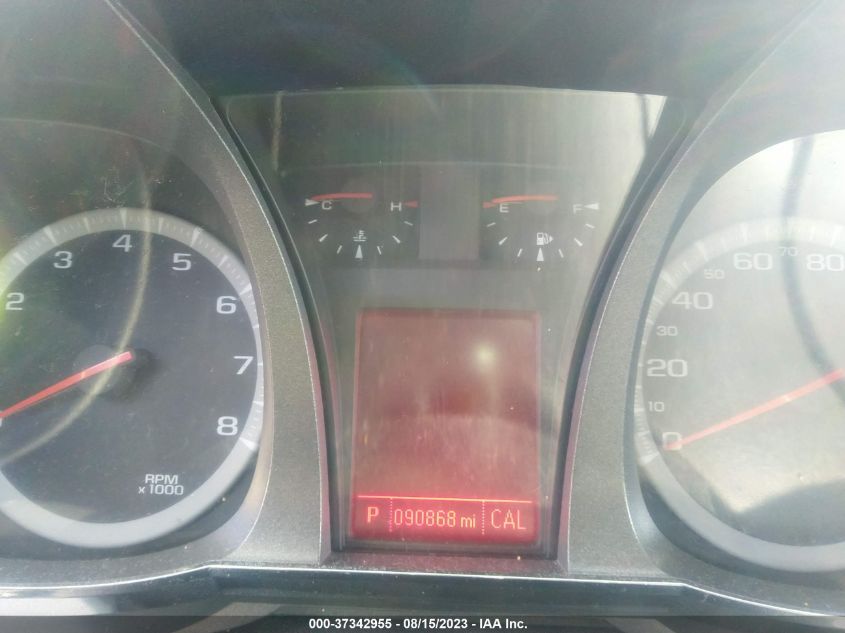 C H E F
2 3 4 5 6 7 8
RPM
x1000
0 10 20 30 40 50 60 70 80
P 090868 mi CAL
000-37342955 - 08/15/2023 - IAA Inc.